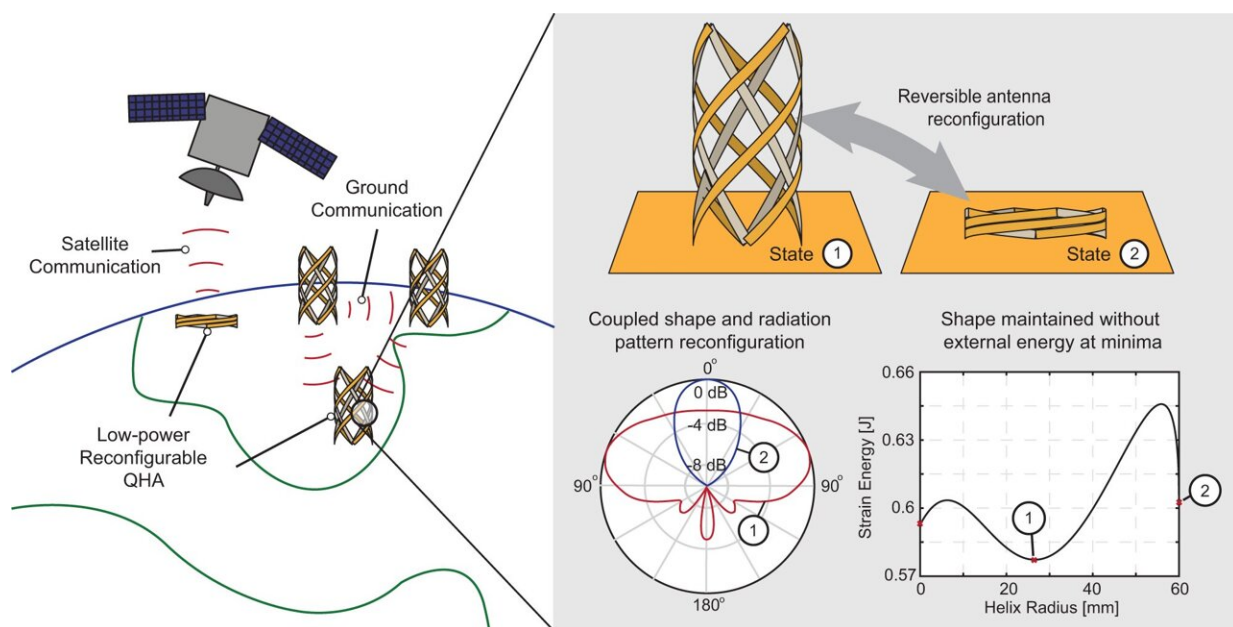 Satellite
Communication
Ground
Communication
Low-power
Reconfigurable
QHA
Reversible antenna
reconfiguration
State 1
State 2
Coupled shape and radiation
pattern reconfiguration
0°
0 dB
-4 dB
-8 dB
90°
90°
180°
2
1
Shape maintained without
external energy at minima
Strain Energy [J]
0.66
0.63
0.6
0.57
1
2
0
20
40
60
Helix Radius [mm]